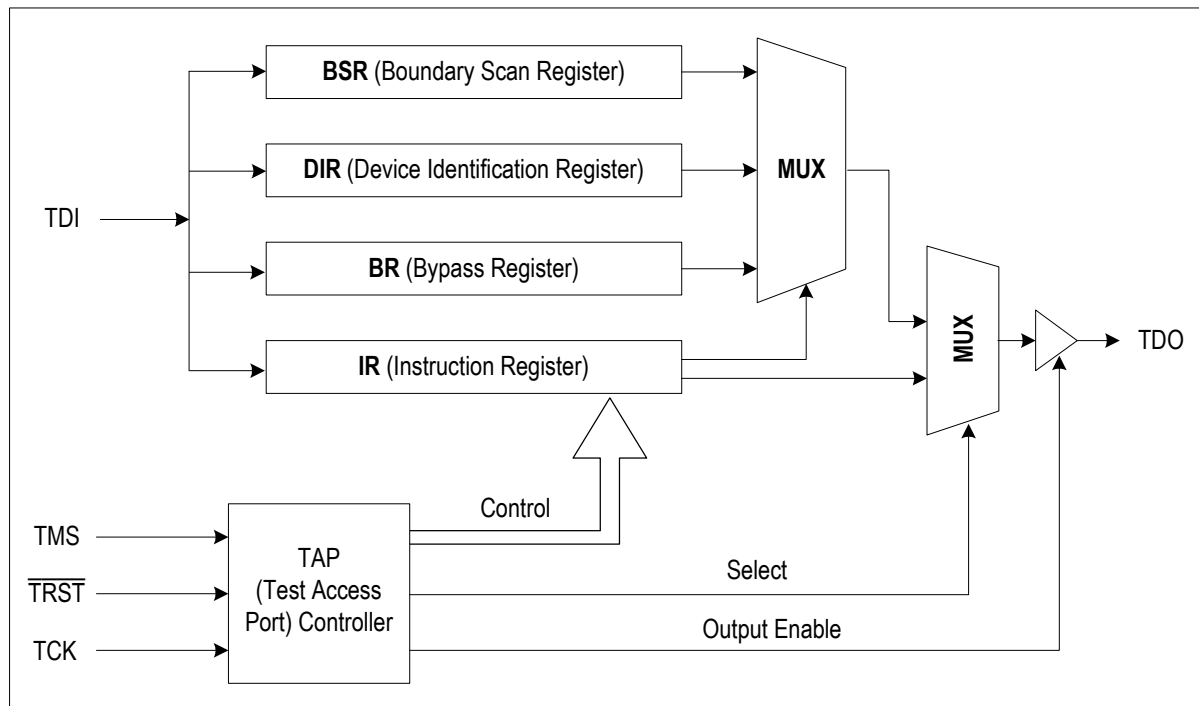 BSR (Boundary Scan Register)
DIR (Device Identification Register)
MUX
TDI
BR (Bypass Register)
MUX
TDO
IR (Instruction Register)
Control
TMS
TAP
(Test Access
Port) Controller
T̅R̅S̅T̅
Select
TCK
Output Enable